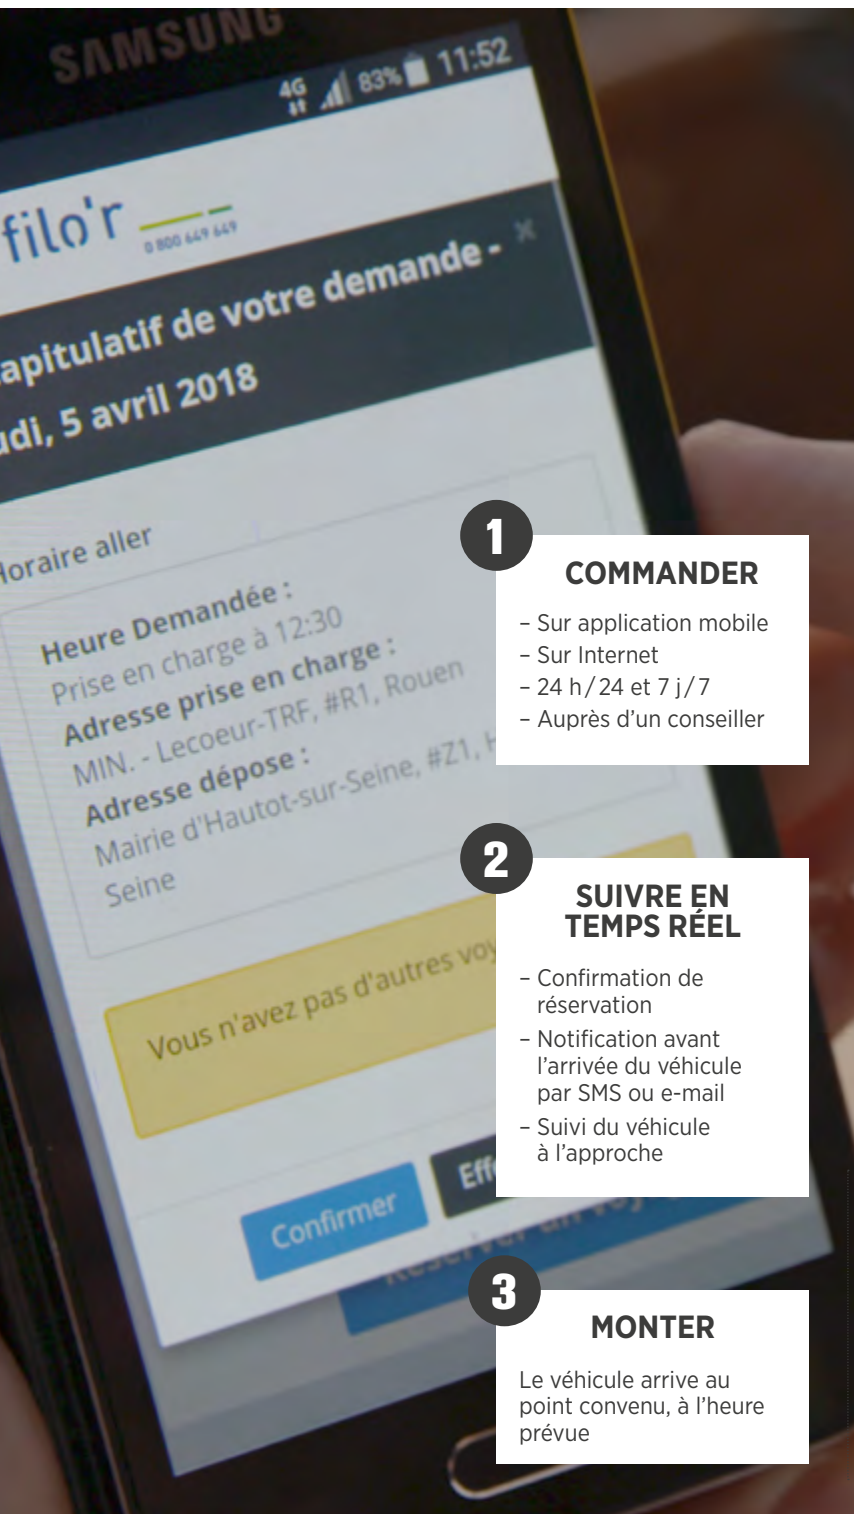 SAMSUNG
4G 83% 11:52
filo'r
0 800 649 649
apitulatif de votre demande -
udi, 5 avril 2018
Horaire aller
Heure Demandée :
Prise en charge à 12:30
Adresse prise en charge :
MIN. - Lecoeur-TRF, #R1, Rouen
Adresse dépose :
Mairie d'Hautot-sur-Seine, #Z1, H
Seine
Vous n'avez pas d'autres voy
Confirmer
Effe
Réserver un voy
1
COMMANDER
– Sur application mobile
– Sur Internet
– 24 h / 24 et 7 j / 7
– Auprès d’un conseiller
2
SUIVRE EN
TEMPS RÉEL
– Confirmation de
réservation
– Notification avant
l’arrivée du véhicule
par SMS ou e-mail
– Suivi du véhicule
à l’approche
3
MONTER
Le véhicule arrive au
point convenu, à l’heure
prévue